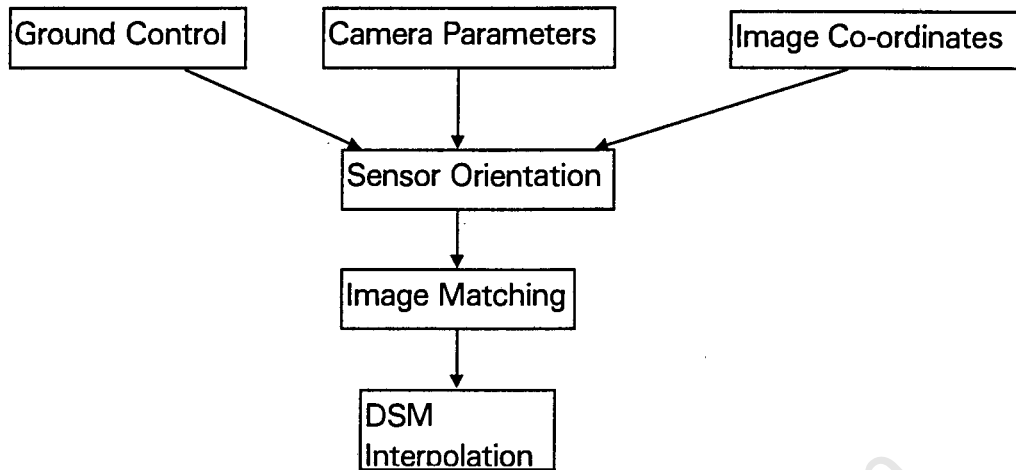 Ground Control
Camera Parameters
Image Co-ordinates
Sensor Orientation
Image Matching
DSM
Interpolation